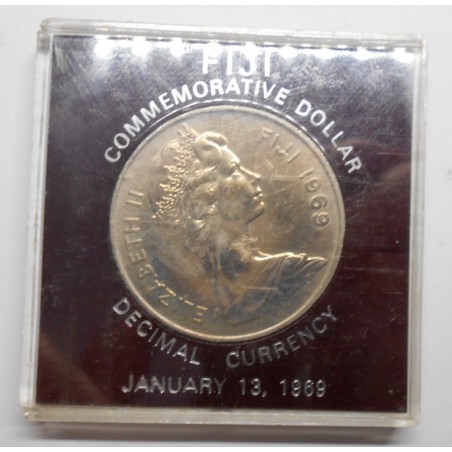 FIJI
COMMEMORATIVE DOLLAR
ELIZABETH II
FIJI 1969
DECIMAL CURRENCY
JANUARY 13, 1969